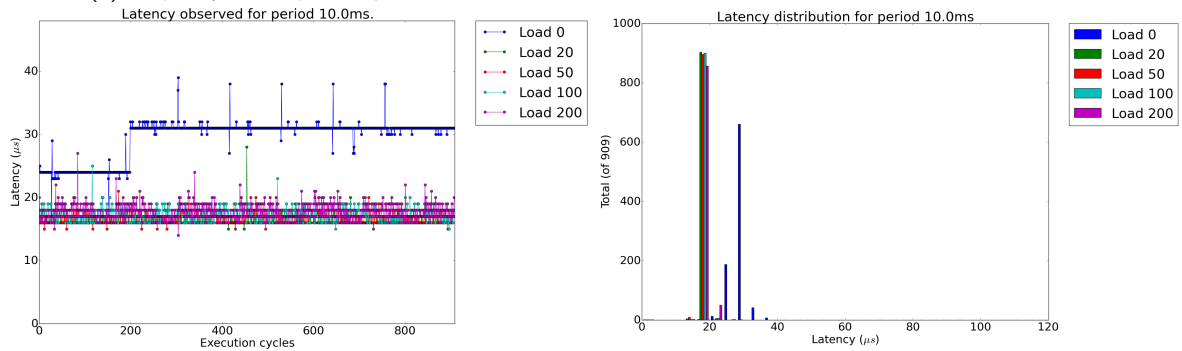 Latency observed for period 10.0ms.
Latency (μs)
40
30
20
10
0
0 200 400 600 800
Execution cycles
Load 0
Load 20
Load 50
Load 100
Load 200
Latency distribution for period 10.0ms
Total (of 909)
1000
800
600
400
200
0
0 20 40 60 80 100 120
Latency (μs)
Load 0
Load 20
Load 50
Load 100
Load 200